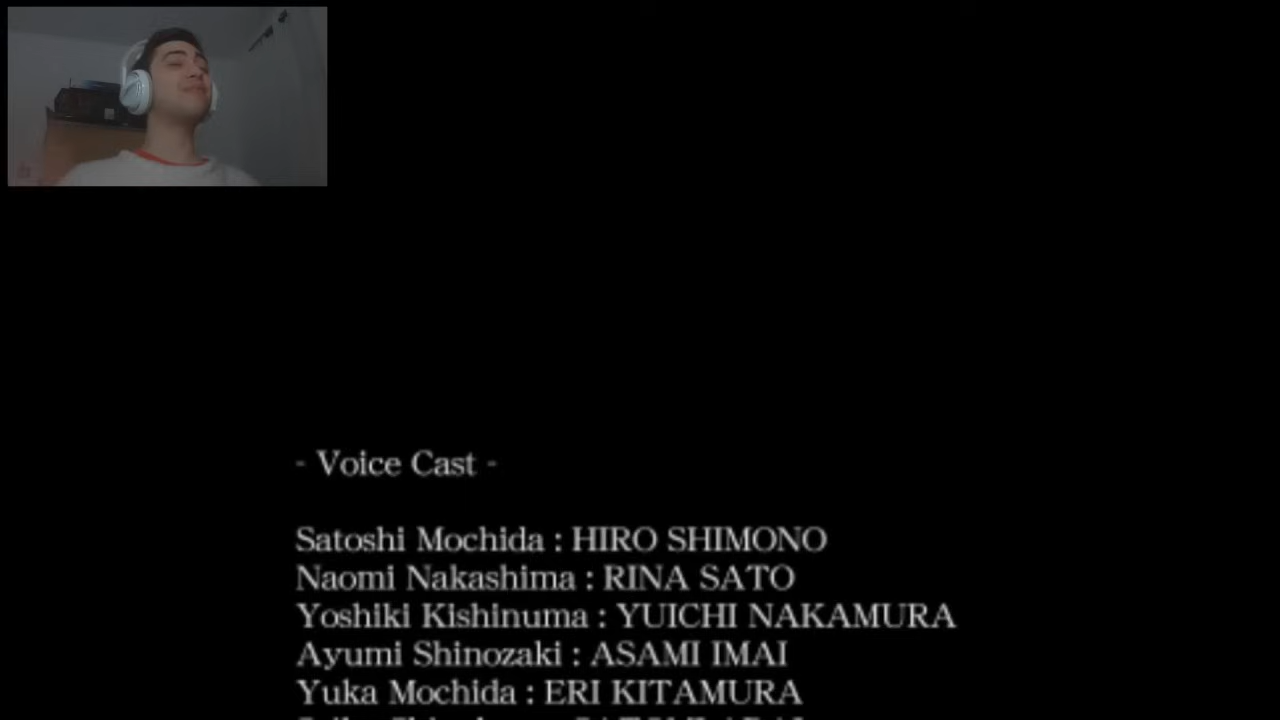 - Voice Cast -
Satoshi Mochida : HIRO SHIMONO
Naomi Nakashima : RINA SATO
Yoshiki Kishinuma : YUICHI NAKAMURA
Ayumi Shinozaki : ASAMI IMAI
Yuka Mochida : ERI KITAMURA